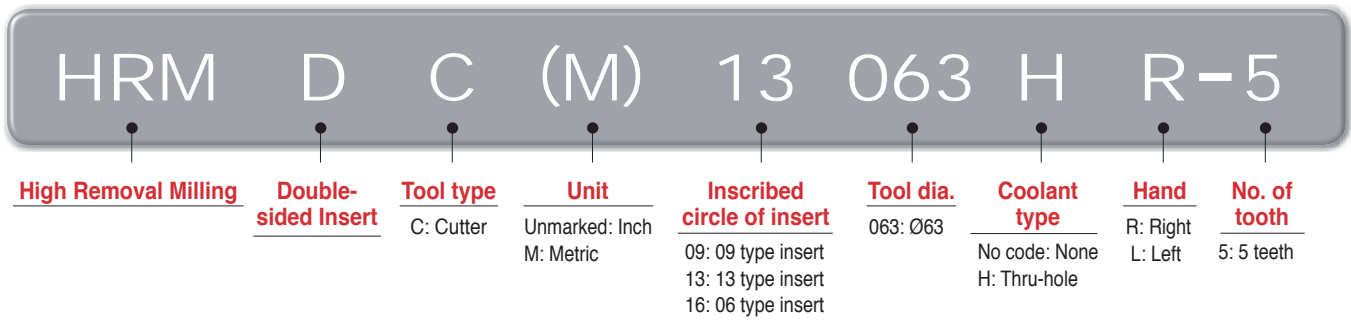 HRM D C (M) 13 063 H R-5
High Removal Milling
Double-
sided Insert
Tool type
C: Cutter
Unit
Unmarked: Inch
M: Metric
Inscribed
circle of insert
09: 09 type insert
13: 13 type insert
16: 06 type insert
Tool dia.
063: Ø63
Coolant
type
No code: None
H: Thru-hole
Hand
R: Right
L: Left
No. of
tooth
5: 5 teeth